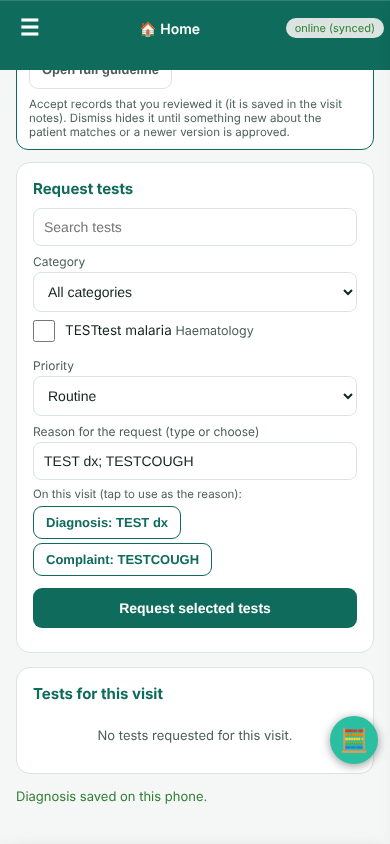 Home
online (synced)
Open full guideline
Accept records that you reviewed it (it is saved in the visit
notes). Dismiss hides it until something new about the
patient matches or a newer version is approved.
Request tests
Search tests
Category
All categories
TESTtest malaria Haematology
Priority
Routine
Reason for the request (type or choose)
TEST dx; TESTCOUGH
On this visit (tap to use as the reason):
Diagnosis: TEST dx
Complaint: TESTCOUGH
Request selected tests
Tests for this visit
No tests requested for this visit.
Diagnosis saved on this phone.